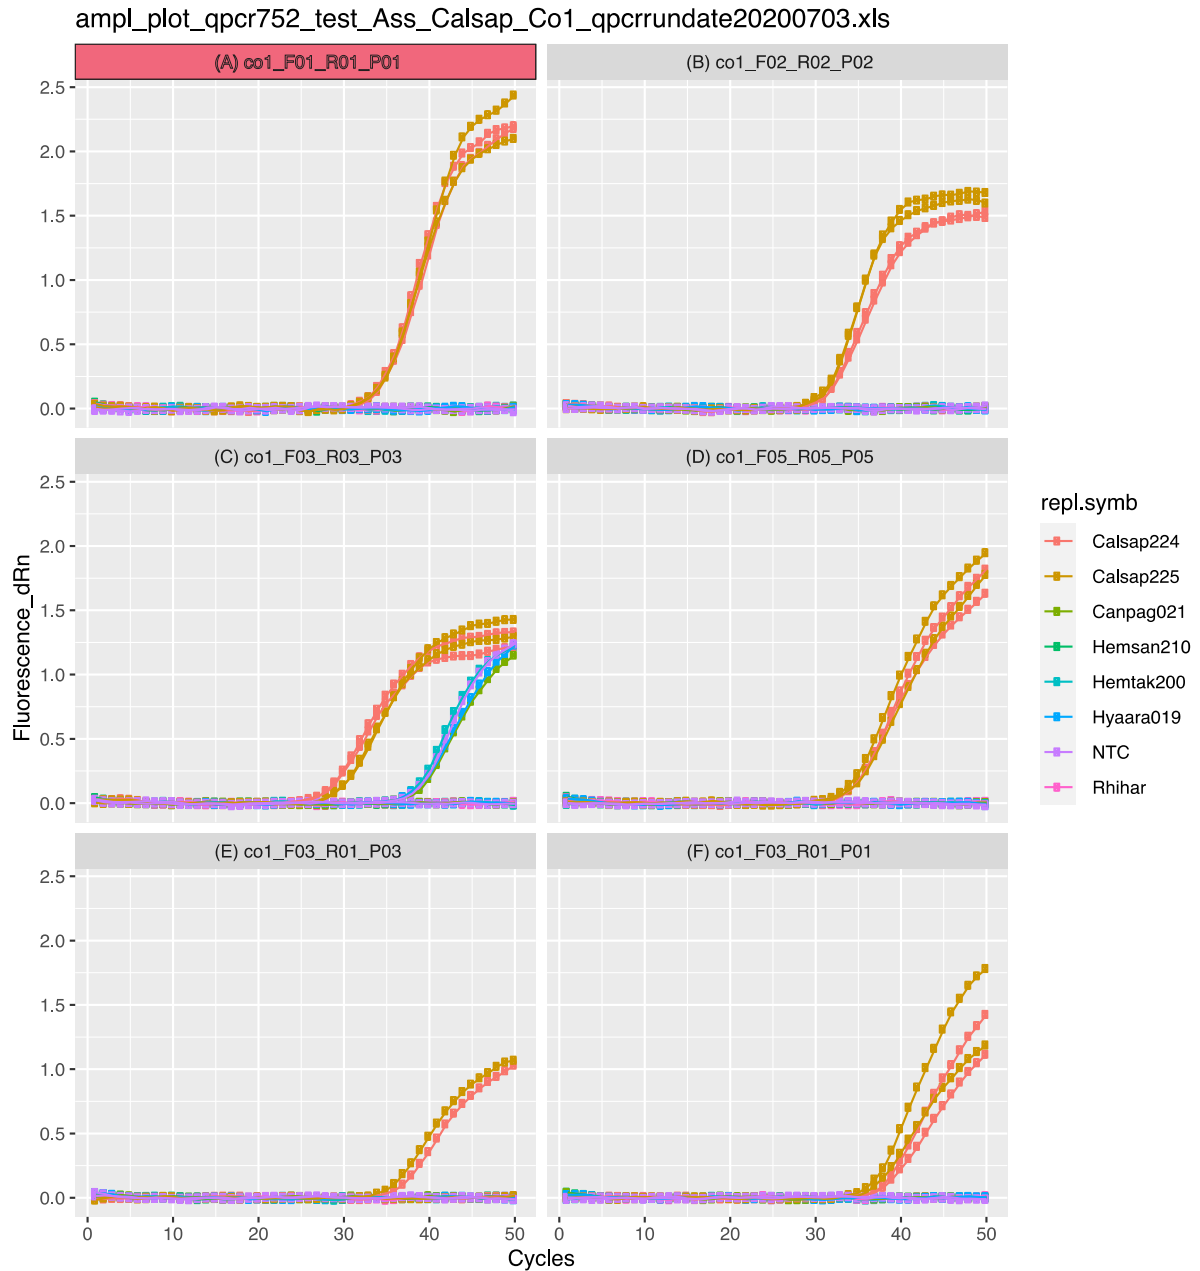 ampl_plot_qpcr752_test_Ass_Calsap_Co1_qpcrrundate20200703.xls
(A) co1_F01_R01_P01
(B) co1_F02_R02_P02
2.5
2.0
1.5
1.0
0.5
0.0
(C) co1_F03_R03_P03
(D) co1_F05_R05_P05
2.5
2.0
1.5
1.0
0.5
0.0
(E) co1_F03_R01_P03
(F) co1_F03_R01_P01
2.5
2.0
1.5
1.0
0.5
0.0
0 10 20 30 40 50
0 10 20 30 40 50
Cycles
Fluorescence_dRn
repl.symb
Calsap224
Calsap225
Canpag021
Hemsan210
Hemtak200
Hyaara019
NTC
Rhihar